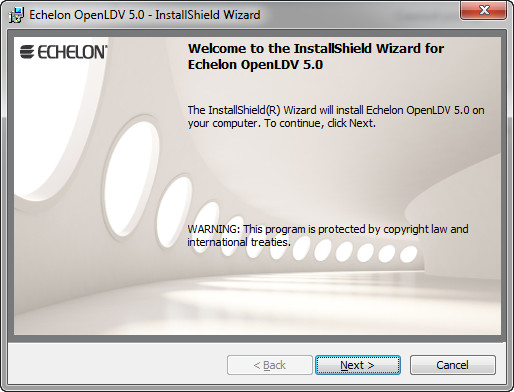 Echelon OpenLDV 5.0 - InstallShield Wizard
ECHELON®
Welcome to the InstallShield Wizard for
Echelon OpenLDV 5.0
The InstallShield(R) Wizard will install Echelon OpenLDV 5.0 on
your computer. To continue, click Next.
WARNING: This program is protected by copyright law and
international treaties.
< Back
Next >
Cancel